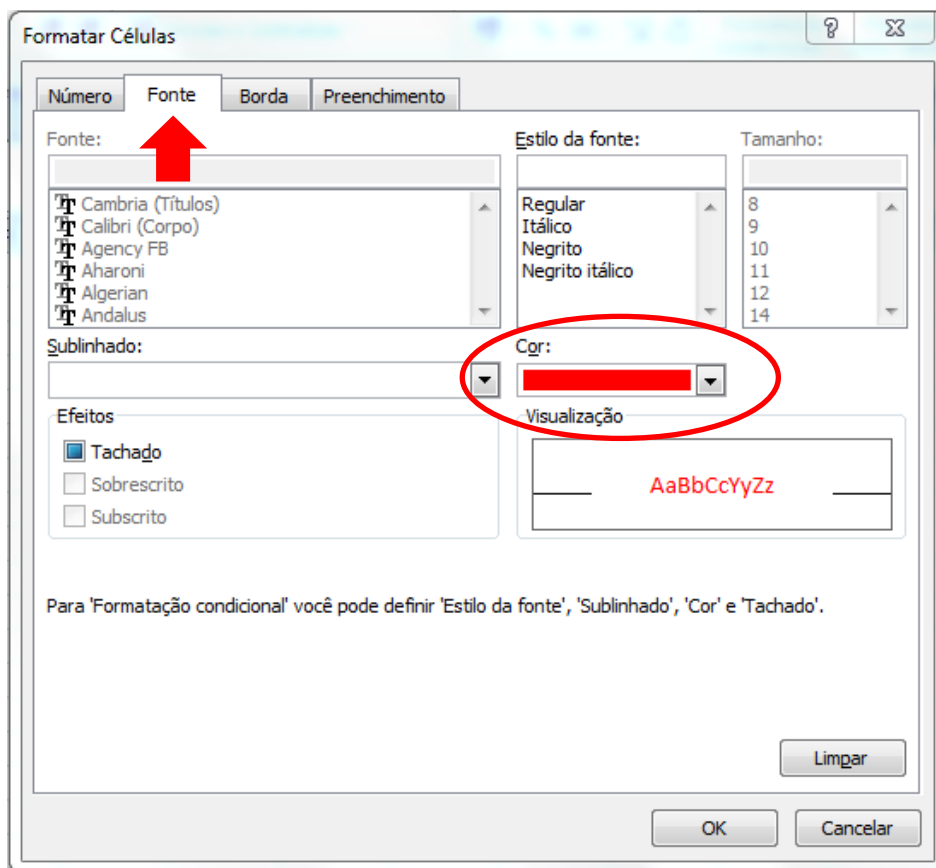 Formatar Células
Número Fonte Borda Preenchimento
Fonte: Estilo da fonte: Tamanho:
Cambria (Títulos) Regular 8
Calibri (Corpo) Itálico 9
Agency FB Negrito 10
Aharoni Negrito itálico 11
Algerian 12
Andalus 14
Sublinhado: Cor:
Efeitos Visualização
Tachado
Sobrescrito AaBbCcYyZz
Subscrito
Para 'Formatação condicional' você pode definir 'Estilo da fonte', 'Sublinhado', 'Cor' e 'Tachado'.
Limpar
OK Cancelar